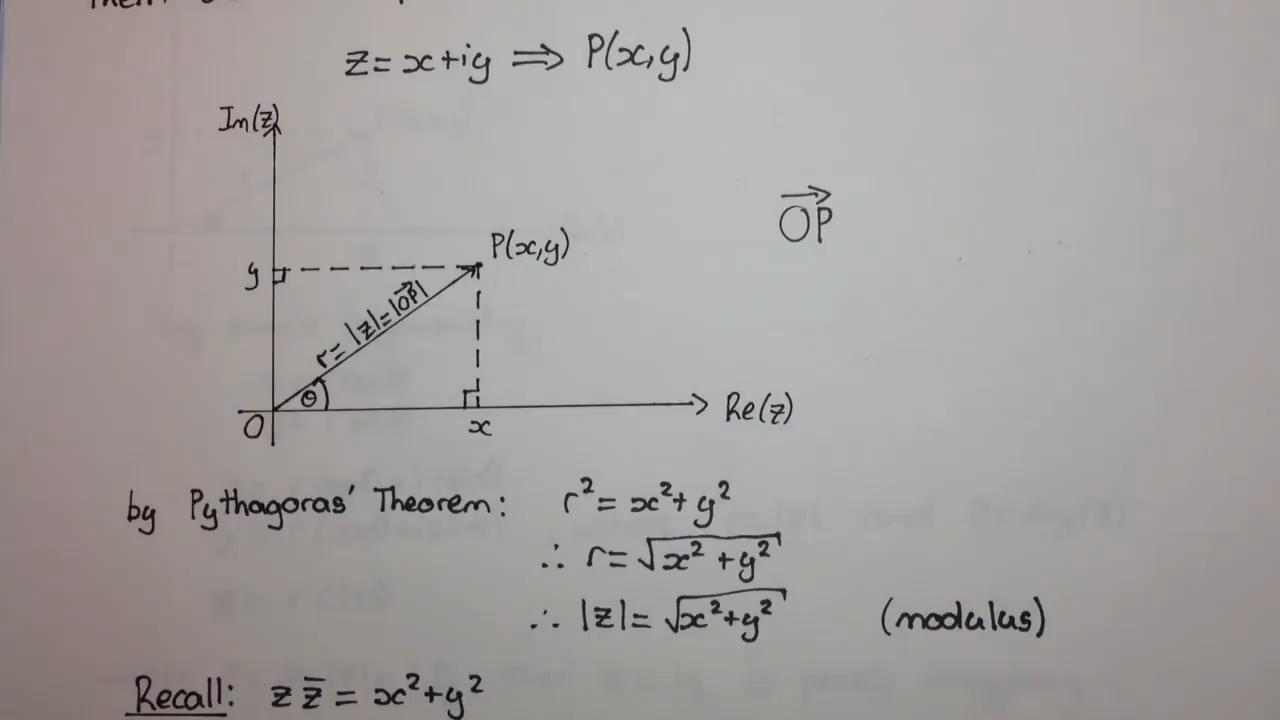 z = x+iy ⟹ P(x,y)
Im(z)
OP⃗
P(x,y)
y
r = |z| = |OP⃗|
θ
O
x
Re(z)
by Pythagoras' Theorem: r² = x² + y²
∴ r = √(x² + y²)
∴ |z| = √(x² + y²) (modulus)
Recall: z z̄ = x² + y²